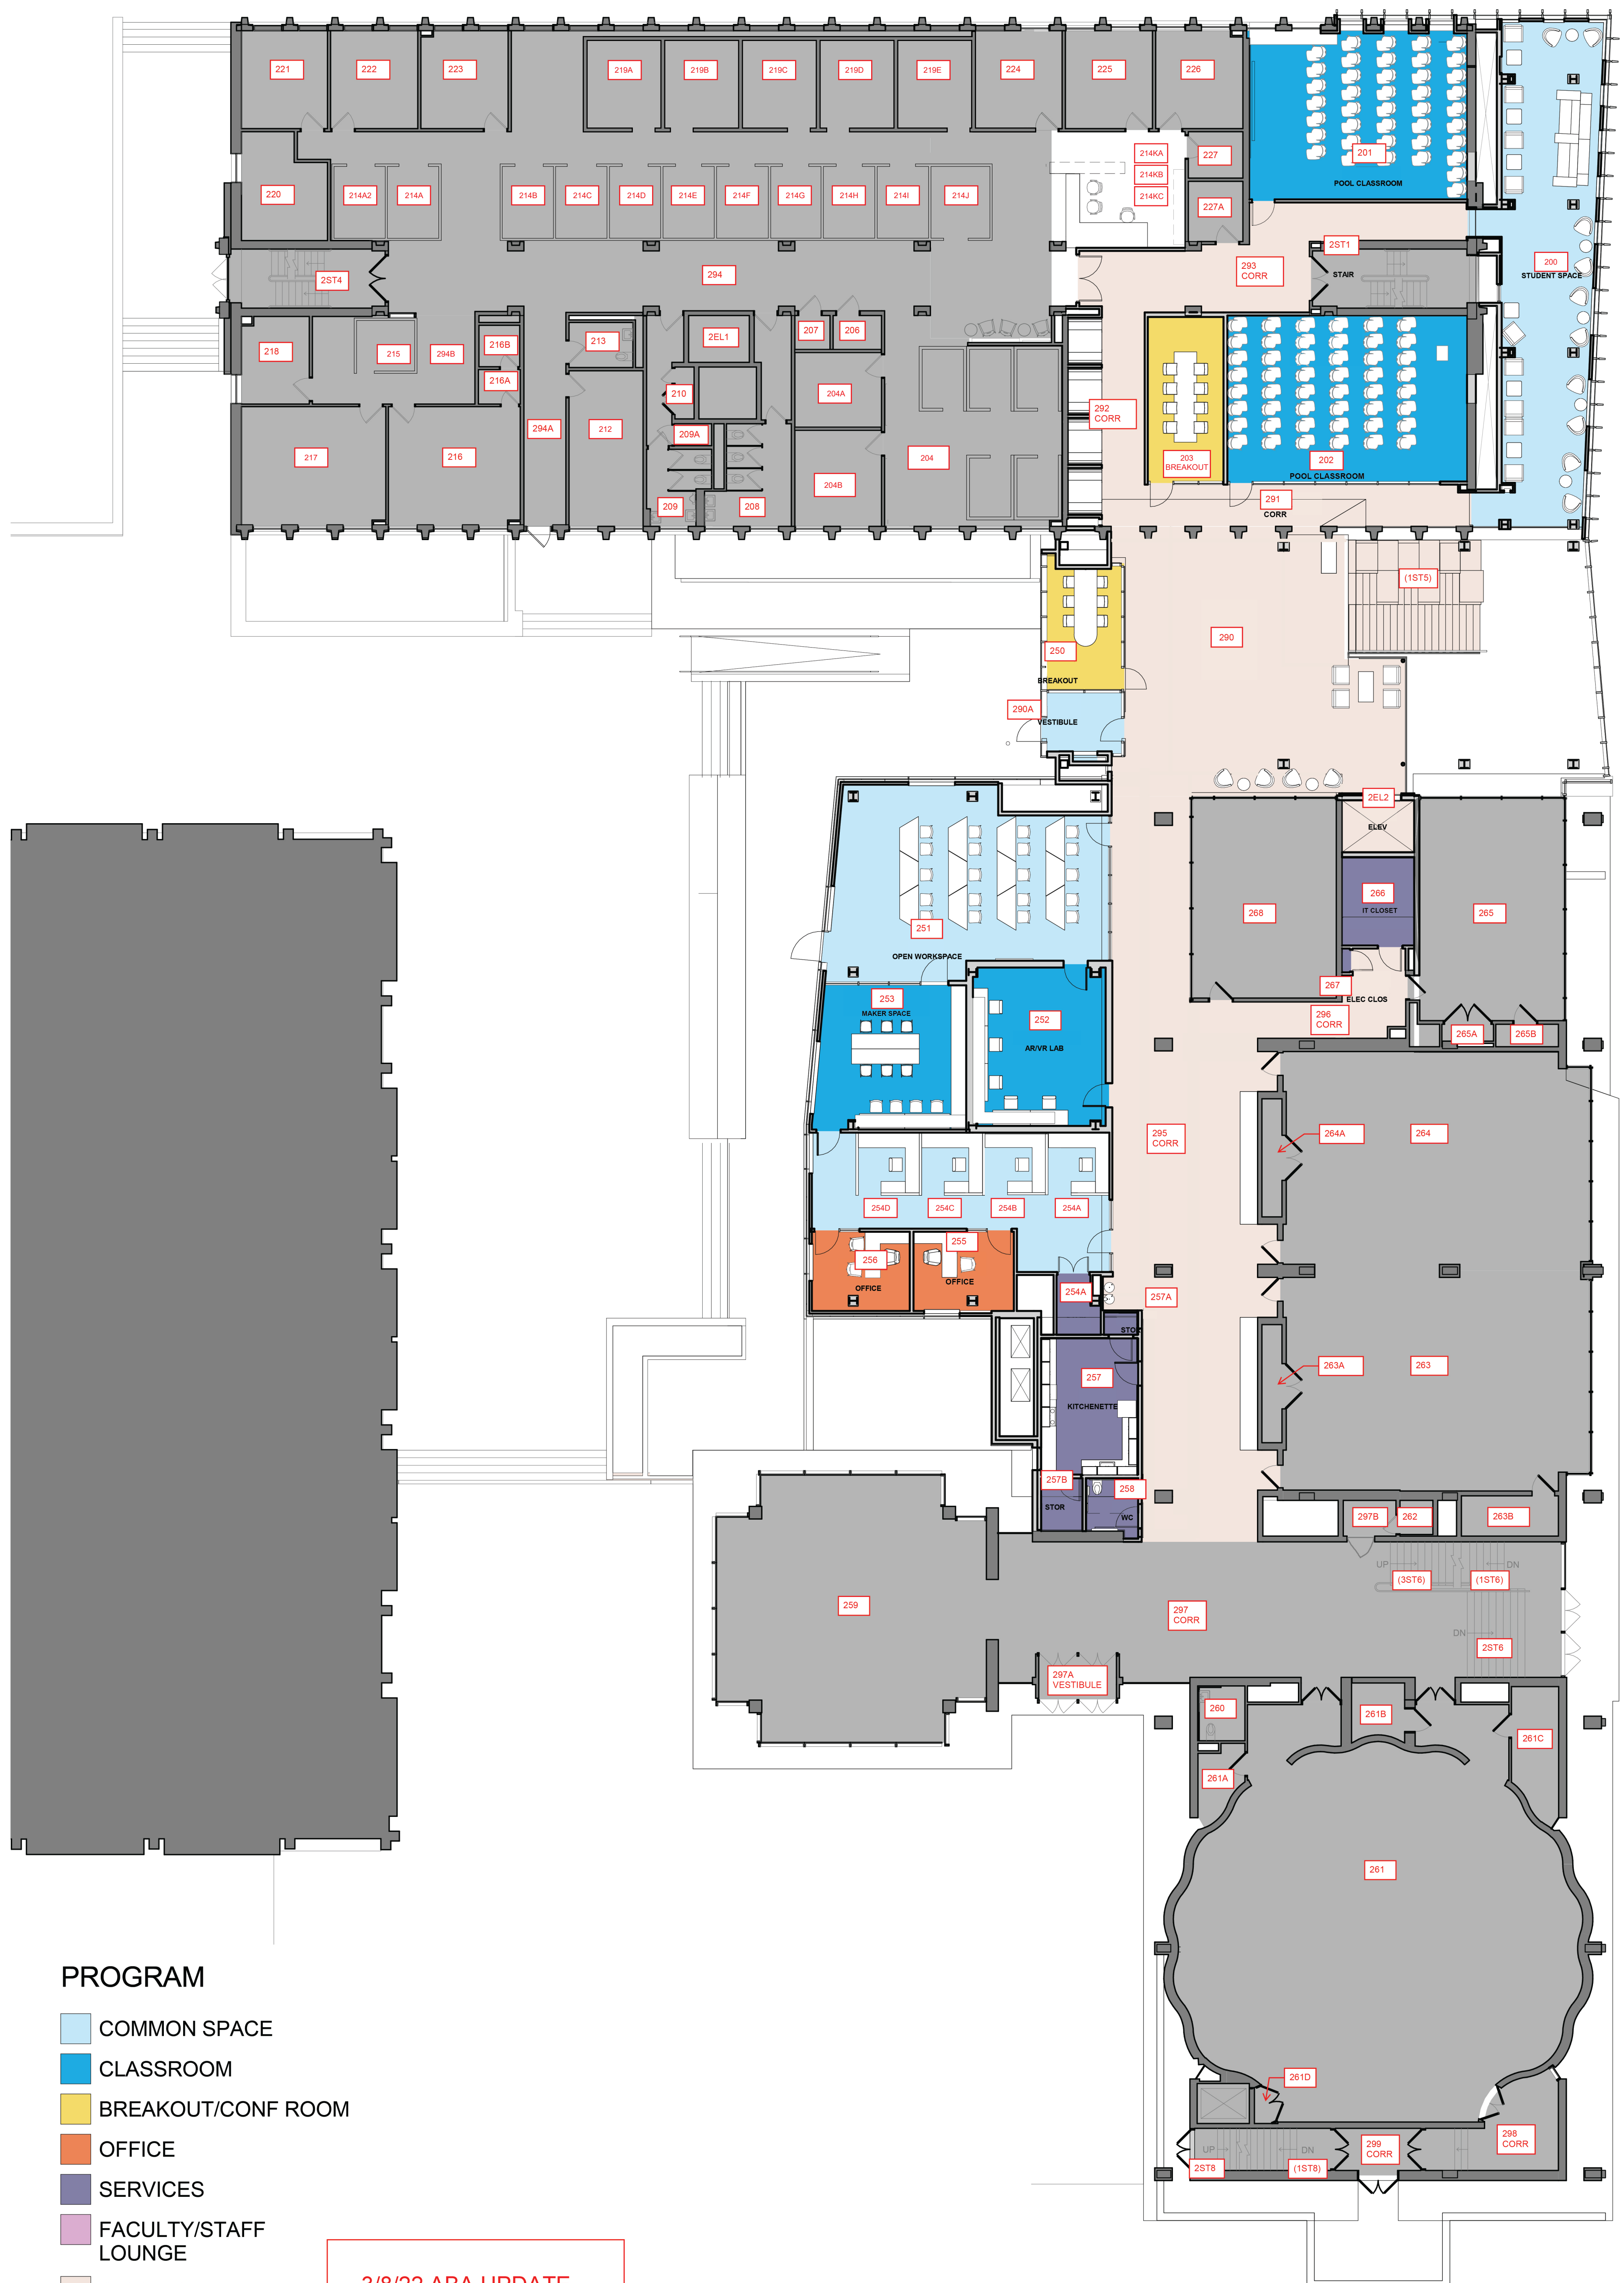 221
222
223
219A
219B
219C
219D
219E
224
225
226
201
POOL CLASSROOM
214KA
214KB
214KC
227
227A
220
214A2
214A
214B
214C
214D
214E
214F
214G
214H
214I
214J
2ST4
294
293
CORR
2ST1
STAIR
200
STUDENT SPACE
218
215
294B
216B
216A
213
2EL1
207
206
210
204A
209A
294A
212
217
216
204
204B
209
208
292
CORR
203
BREAKOUT
202
POOL CLASSROOM
291
CORR
(1ST5)
290
250
BREAKOUT
290A
VESTIBULE
2EL2
ELEV
266
IT CLOSET
268
265
251
OPEN WORKSPACE
267
ELEC CLOS
253
MAKER SPACE
252
AR/VR LAB
296
CORR
265A
265B
295
CORR
264A
264
254D
254C
254B
254A
256
OFFICE
255
OFFICE
254A
257A
STO
263A
263
257
KITCHENETTE
257B
STOR
258
WC
297B
262
263B
UP
DN
(3ST6)
(1ST6)
259
297
CORR
DN
2ST6
297A
VESTIBULE
260
261B
261C
261A
261
261D
298
CORR
299
CORR
UP
DN
2ST8
(1ST8)
PROGRAM
COMMON SPACE
CLASSROOM
BREAKOUT/CONF ROOM
OFFICE
SERVICES
FACULTY/STAFF
LOUNGE
3/8/22 ABA UPDATE